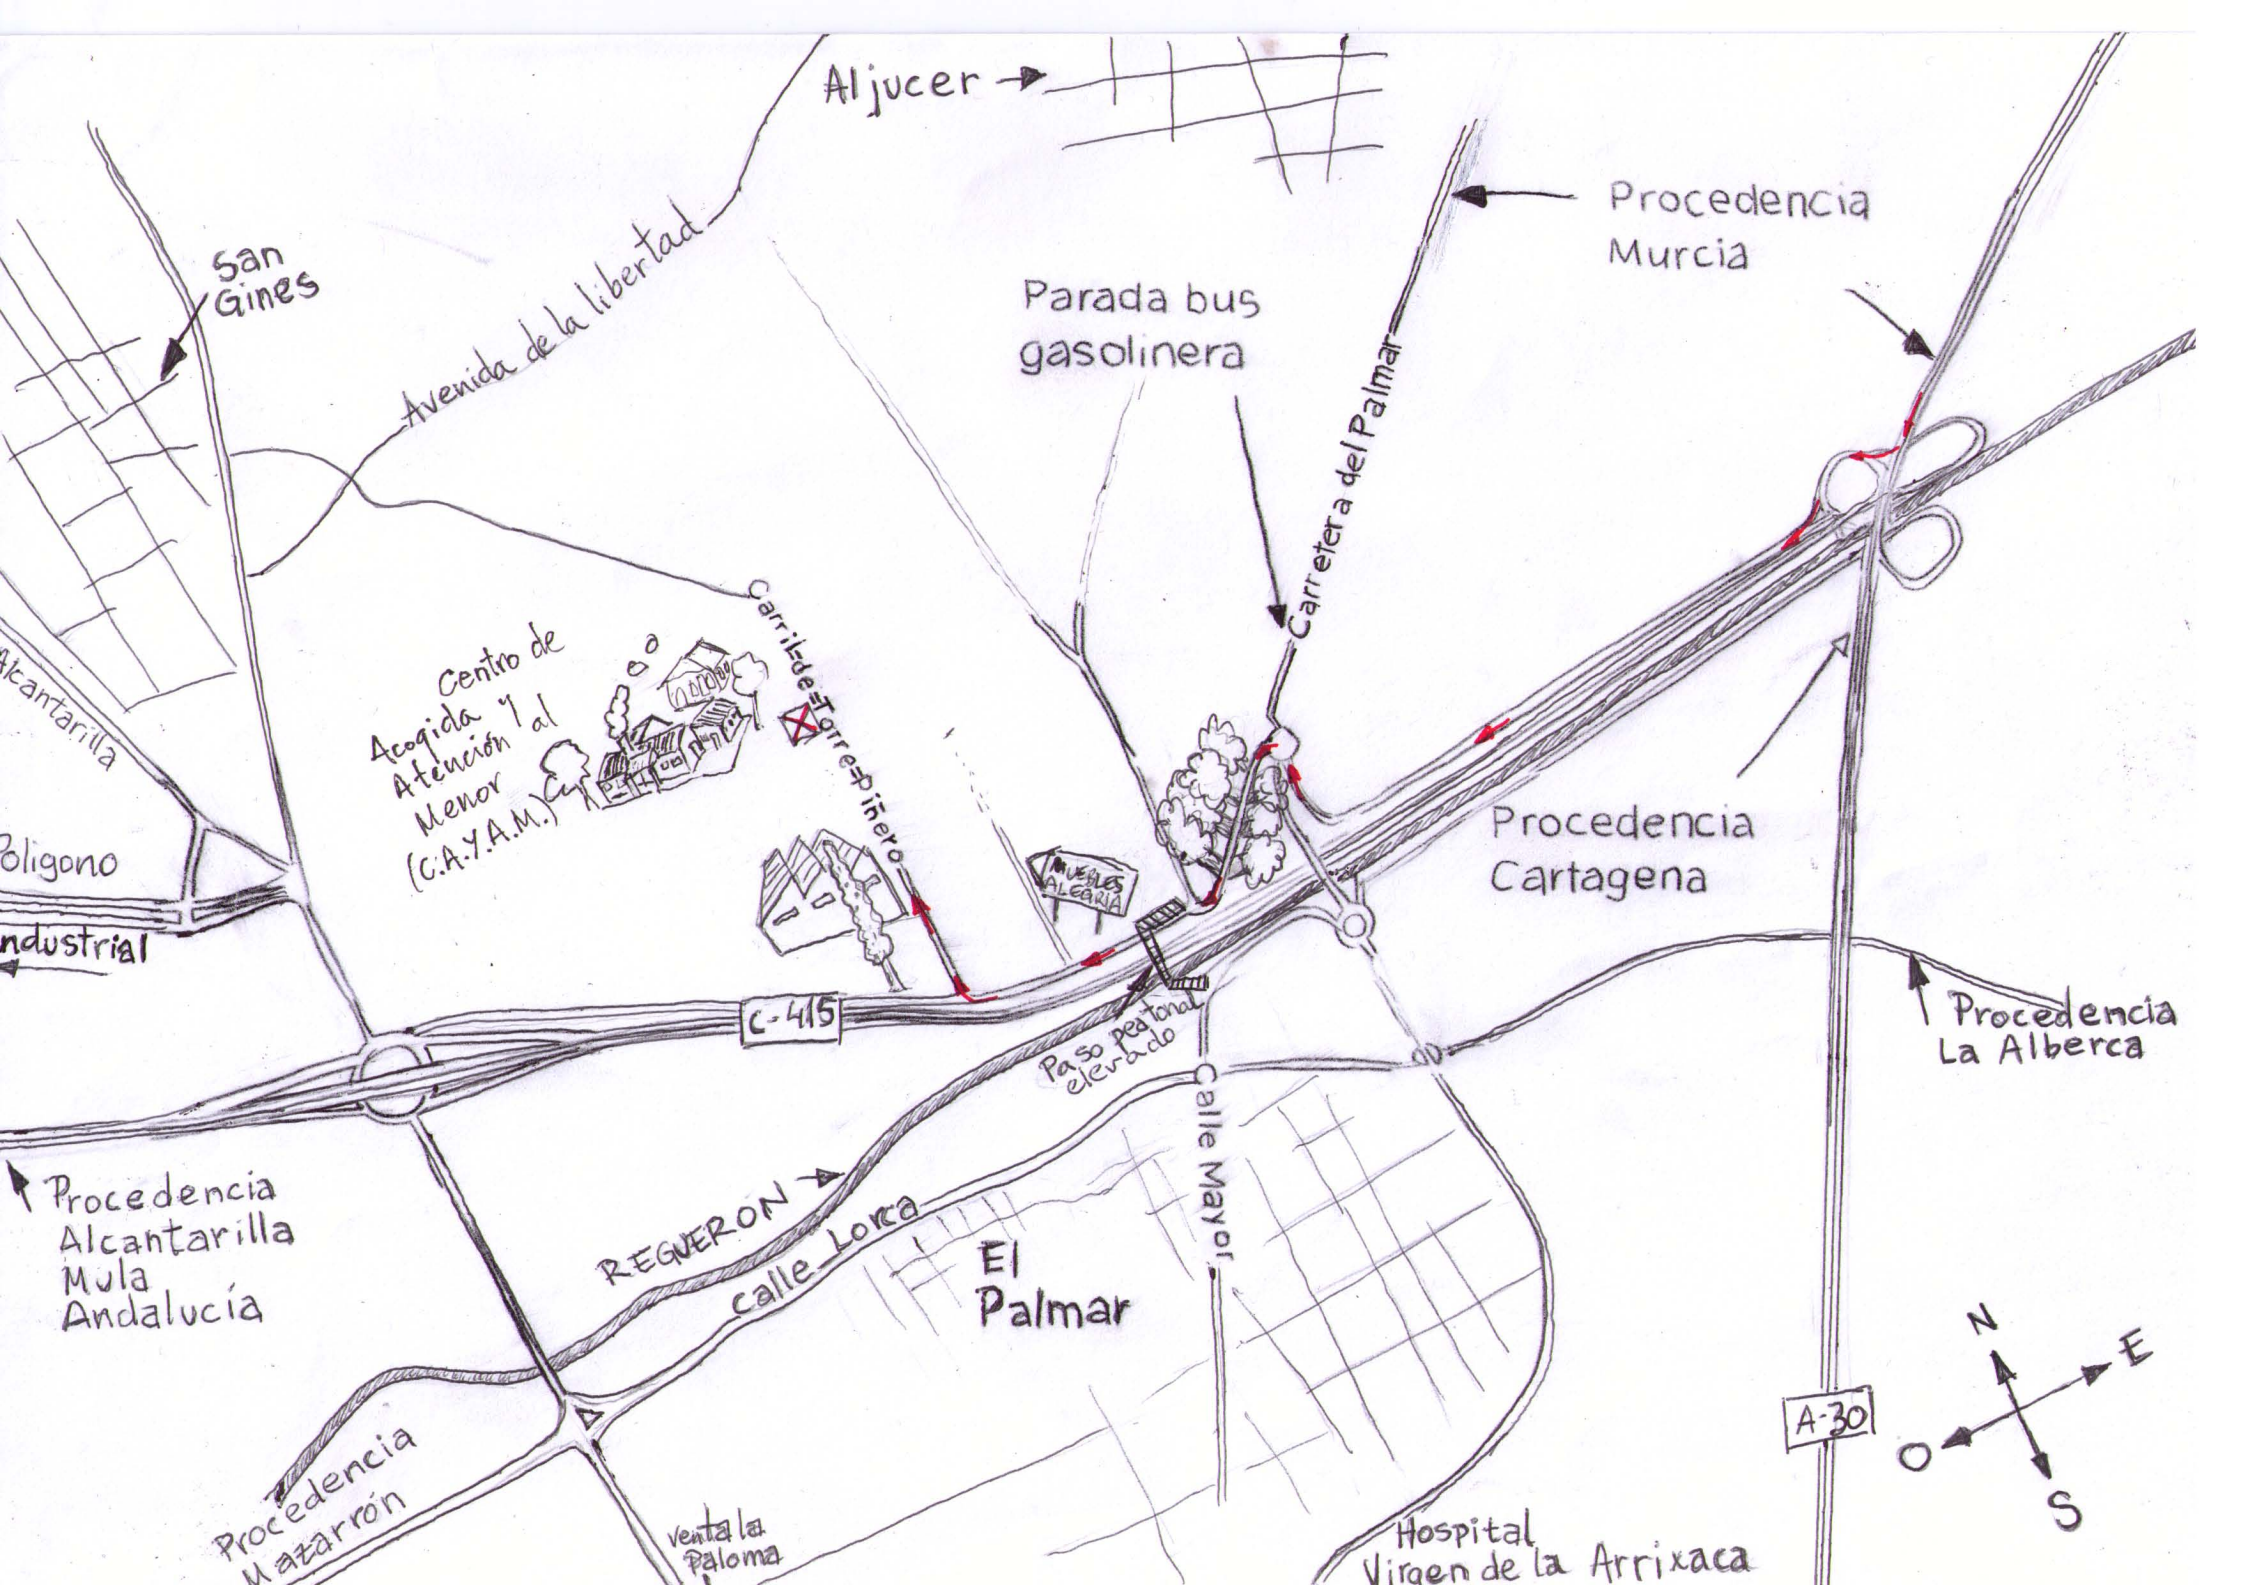 Aljucer
San
Gines
Avenida de la libertad
Procedencia
Murcia
Parada bus
gasolinera
Carretera del Palmar
Carril=de=Torre=Piñero
Centro de
Acogida y
Atención al
Menor
(C.A.Y.A.M.)
Alcantarilla
Poligono
Industrial
MUEBLES
ALEGRIA
Procedencia
Cartagena
C-415
Paso peatonal
elevado
Procedencia
La Alberca
Procedencia
Alcantarilla
Mula
Andalucía
REGUERON
Calle Lorca
Calle Mayor
El
Palmar
Procedencia
Mazarrón
Venta la
Paloma
Hospital
Virgen de la Arrixaca
A-30
N
E
O
S